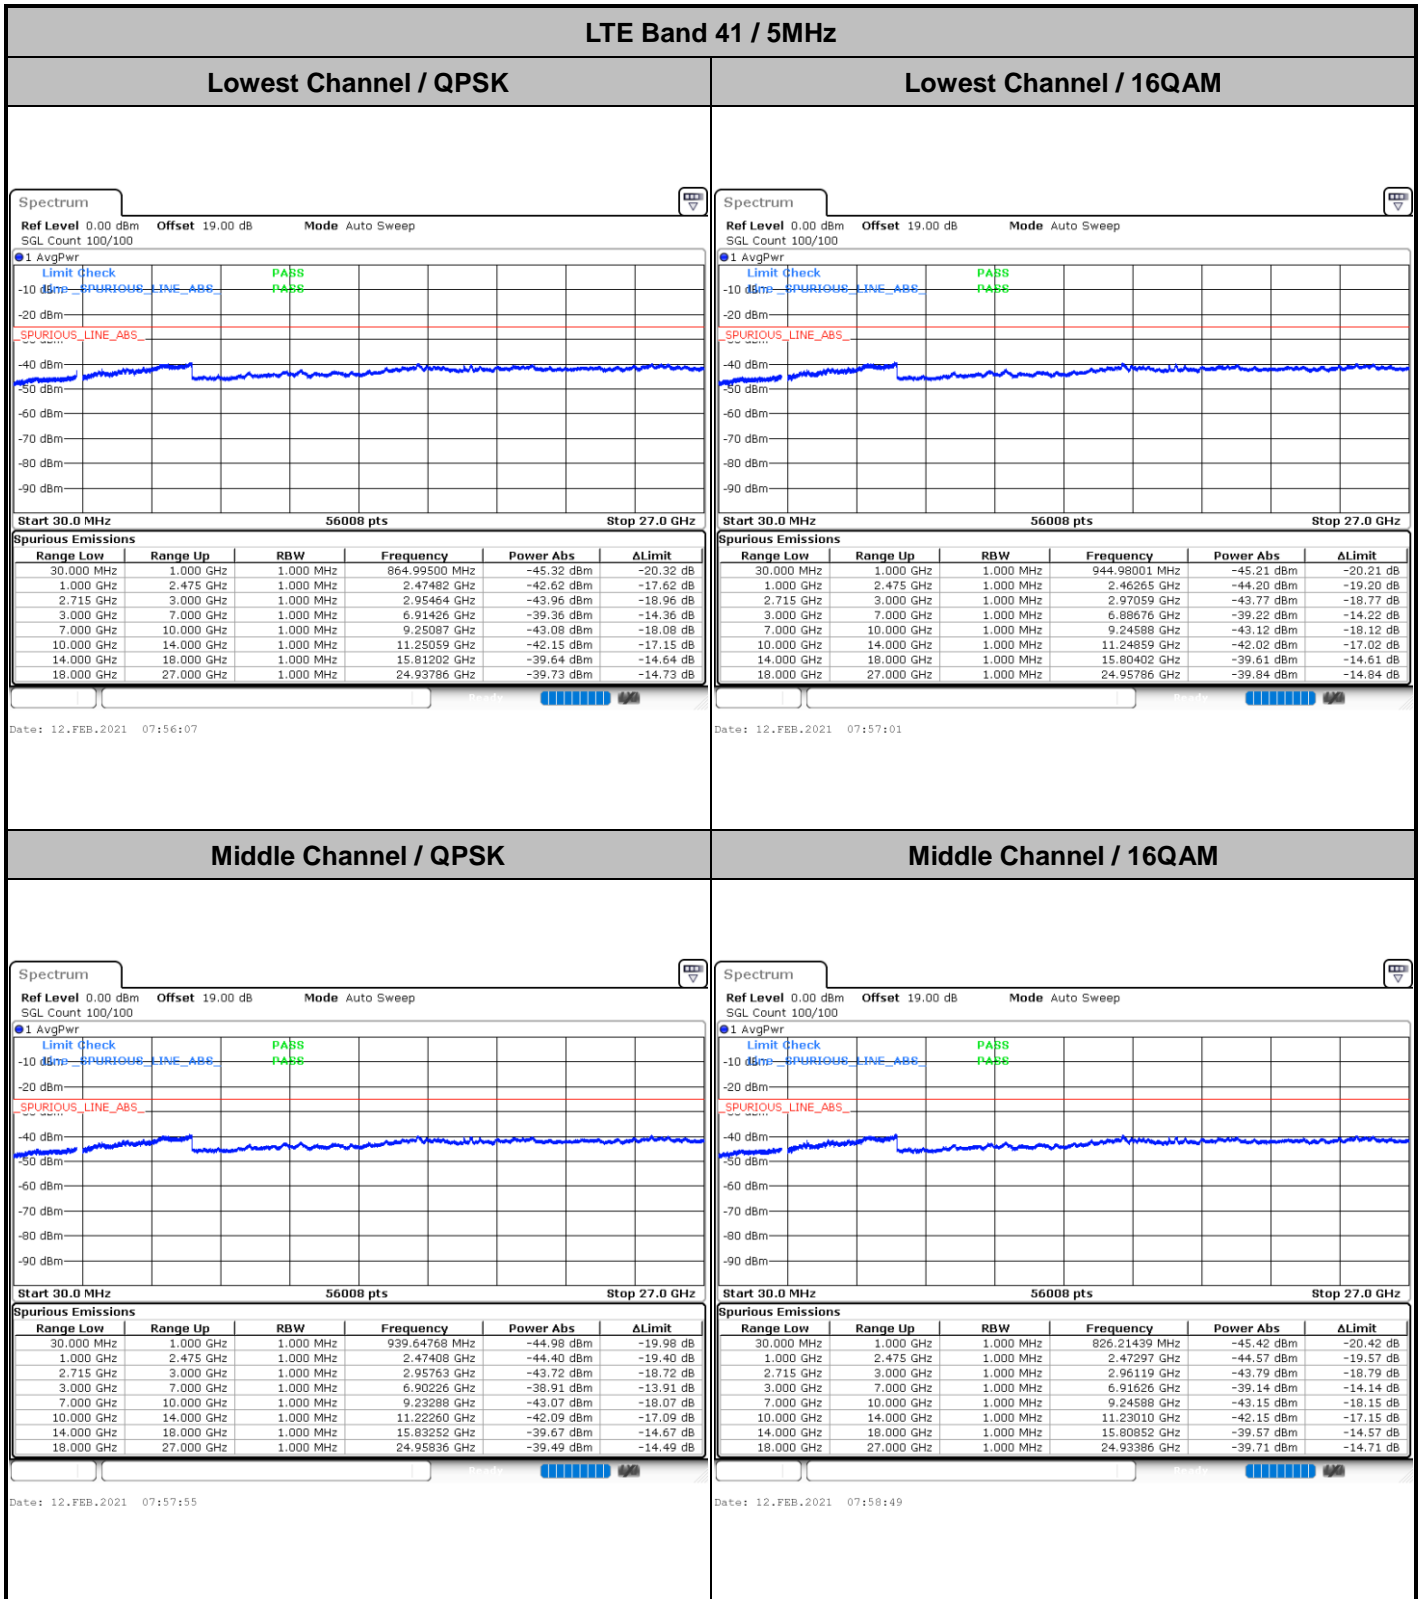 LTE Band 41 / 5MHz
Lowest Channel / QPSK
Lowest Channel / 16QAM
Spectrum
Ref Level 0.00 dBm Offset 19.00 dB Mode Auto Sweep
SGL Count 100/100
1 AvgPwr
Limit Check PASS
-10 dBm Line _SPURIOUS_LINE_ABS_ PASS
-20 dBm
_SPURIOUS_LINE_ABS_
-40 dBm
-50 dBm
-60 dBm
-70 dBm
-80 dBm
-90 dBm
Start 30.0 MHz 56008 pts Stop 27.0 GHz
Spurious Emissions
Range Low Range Up RBW Frequency Power Abs ΔLimit
30.000 MHz 1.000 GHz 1.000 MHz 864.99500 MHz -45.32 dBm -20.32 dB
1.000 GHz 2.475 GHz 1.000 MHz 2.47482 GHz -42.62 dBm -17.62 dB
2.715 GHz 3.000 GHz 1.000 MHz 2.95464 GHz -43.96 dBm -18.96 dB
3.000 GHz 7.000 GHz 1.000 MHz 6.91426 GHz -39.36 dBm -14.36 dB
7.000 GHz 10.000 GHz 1.000 MHz 9.25087 GHz -43.08 dBm -18.08 dB
10.000 GHz 14.000 GHz 1.000 MHz 11.25059 GHz -42.15 dBm -17.15 dB
14.000 GHz 18.000 GHz 1.000 MHz 15.81202 GHz -39.64 dBm -14.64 dB
18.000 GHz 27.000 GHz 1.000 MHz 24.93786 GHz -39.73 dBm -14.73 dB
Date: 12.FEB.2021 07:56:07
Spectrum
Ref Level 0.00 dBm Offset 19.00 dB Mode Auto Sweep
SGL Count 100/100
1 AvgPwr
Limit Check PASS
-10 dBm Line _SPURIOUS_LINE_ABS_ PASS
-20 dBm
_SPURIOUS_LINE_ABS_
-40 dBm
-50 dBm
-60 dBm
-70 dBm
-80 dBm
-90 dBm
Start 30.0 MHz 56008 pts Stop 27.0 GHz
Spurious Emissions
Range Low Range Up RBW Frequency Power Abs ΔLimit
30.000 MHz 1.000 GHz 1.000 MHz 944.98001 MHz -45.21 dBm -20.21 dB
1.000 GHz 2.475 GHz 1.000 MHz 2.46265 GHz -44.20 dBm -19.20 dB
2.715 GHz 3.000 GHz 1.000 MHz 2.97059 GHz -43.77 dBm -18.77 dB
3.000 GHz 7.000 GHz 1.000 MHz 6.88676 GHz -39.22 dBm -14.22 dB
7.000 GHz 10.000 GHz 1.000 MHz 9.24588 GHz -43.12 dBm -18.12 dB
10.000 GHz 14.000 GHz 1.000 MHz 11.24859 GHz -42.02 dBm -17.02 dB
14.000 GHz 18.000 GHz 1.000 MHz 15.80402 GHz -39.61 dBm -14.61 dB
18.000 GHz 27.000 GHz 1.000 MHz 24.95786 GHz -39.84 dBm -14.84 dB
Date: 12.FEB.2021 07:57:01
Middle Channel / QPSK
Middle Channel / 16QAM
Spectrum
Ref Level 0.00 dBm Offset 19.00 dB Mode Auto Sweep
SGL Count 100/100
1 AvgPwr
Limit Check PASS
-10 dBm Line _SPURIOUS_LINE_ABS_ PASS
-20 dBm
_SPURIOUS_LINE_ABS_
-40 dBm
-50 dBm
-60 dBm
-70 dBm
-80 dBm
-90 dBm
Start 30.0 MHz 56008 pts Stop 27.0 GHz
Spurious Emissions
Range Low Range Up RBW Frequency Power Abs ΔLimit
30.000 MHz 1.000 GHz 1.000 MHz 939.64768 MHz -44.98 dBm -19.98 dB
1.000 GHz 2.475 GHz 1.000 MHz 2.47408 GHz -44.40 dBm -19.40 dB
2.715 GHz 3.000 GHz 1.000 MHz 2.95763 GHz -43.72 dBm -18.72 dB
3.000 GHz 7.000 GHz 1.000 MHz 6.90226 GHz -38.91 dBm -13.91 dB
7.000 GHz 10.000 GHz 1.000 MHz 9.23288 GHz -43.07 dBm -18.07 dB
10.000 GHz 14.000 GHz 1.000 MHz 11.22260 GHz -42.09 dBm -17.09 dB
14.000 GHz 18.000 GHz 1.000 MHz 15.83252 GHz -39.67 dBm -14.67 dB
18.000 GHz 27.000 GHz 1.000 MHz 24.95836 GHz -39.49 dBm -14.49 dB
Date: 12.FEB.2021 07:57:55
Spectrum
Ref Level 0.00 dBm Offset 19.00 dB Mode Auto Sweep
SGL Count 100/100
1 AvgPwr
Limit Check PASS
-10 dBm Line _SPURIOUS_LINE_ABS_ PASS
-20 dBm
_SPURIOUS_LINE_ABS_
-40 dBm
-50 dBm
-60 dBm
-70 dBm
-80 dBm
-90 dBm
Start 30.0 MHz 56008 pts Stop 27.0 GHz
Spurious Emissions
Range Low Range Up RBW Frequency Power Abs ΔLimit
30.000 MHz 1.000 GHz 1.000 MHz 826.21439 MHz -45.42 dBm -20.42 dB
1.000 GHz 2.475 GHz 1.000 MHz 2.47297 GHz -44.57 dBm -19.57 dB
2.715 GHz 3.000 GHz 1.000 MHz 2.96119 GHz -43.79 dBm -18.79 dB
3.000 GHz 7.000 GHz 1.000 MHz 6.91626 GHz -39.14 dBm -14.14 dB
7.000 GHz 10.000 GHz 1.000 MHz 9.24588 GHz -43.15 dBm -18.15 dB
10.000 GHz 14.000 GHz 1.000 MHz 11.23010 GHz -42.15 dBm -17.15 dB
14.000 GHz 18.000 GHz 1.000 MHz 15.80852 GHz -39.57 dBm -14.57 dB
18.000 GHz 27.000 GHz 1.000 MHz 24.93386 GHz -39.71 dBm -14.71 dB
Date: 12.FEB.2021 07:58:49